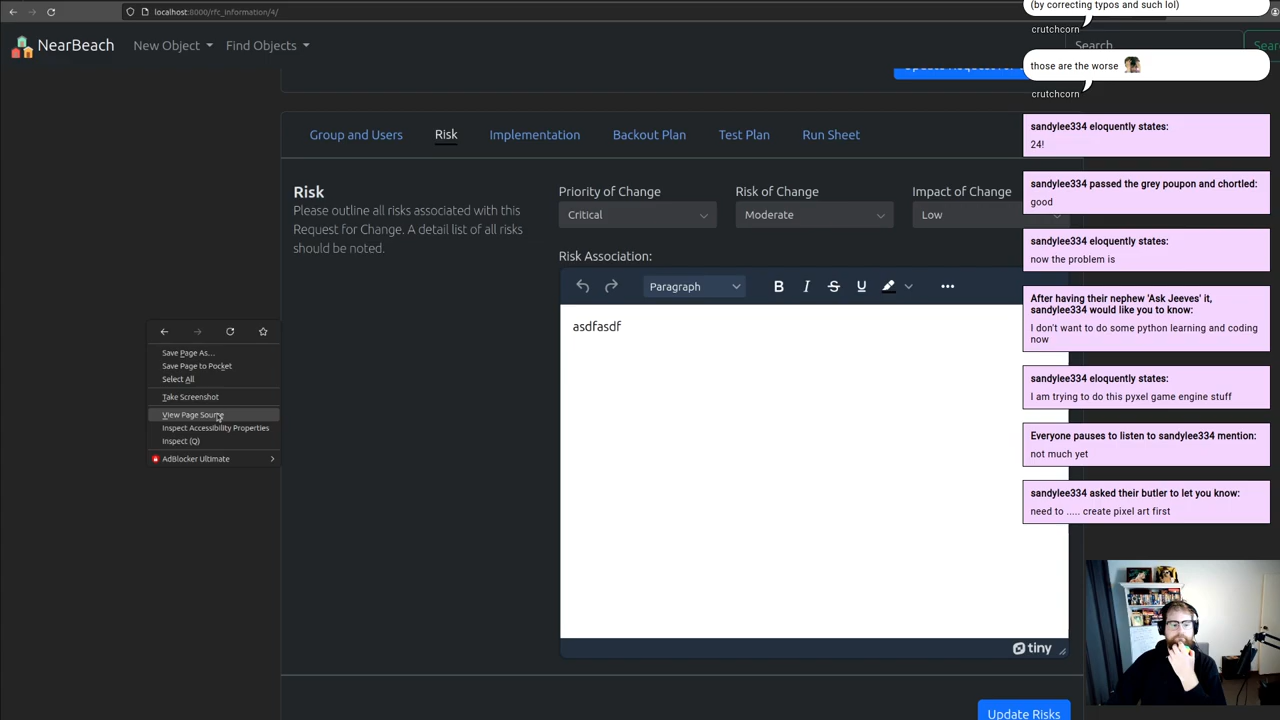 localhost:8000/rfc_information/4/
NearBeach
New Object
Find Objects
Search
Group and Users
Risk
Implementation
Backout Plan
Test Plan
Run Sheet
Risk
Please outline all risks associated with this
Request for Change. A detail list of all risks
should be noted.
Priority of Change
Critical
Risk of Change
Moderate
Impact of Change
Low
Risk Association:
Paragraph
B
I
S
U
asdfasdf
tiny
Update Risks
Save Page As...
Save Page to Pocket
Select All
Take Screenshot
View Page Source
Inspect Accessibility Properties
Inspect (Q)
AdBlocker Ultimate
(by correcting typos and such lol)
crutchcorn
those are the worse
crutchcorn
sandylee334 eloquently states:
24!
sandylee334 passed the grey poupon and chortled:
good
sandylee334 eloquently states:
now the problem is
After having their nephew 'Ask Jeeves' it,
sandylee334 would like you to know:
I don't want to do some python learning and coding
now
sandylee334 eloquently states:
I am trying to do this pyxel game engine stuff
Everyone pauses to listen to sandylee334 mention:
not much yet
sandylee334 asked their butler to let you know:
need to ..... create pixel art first